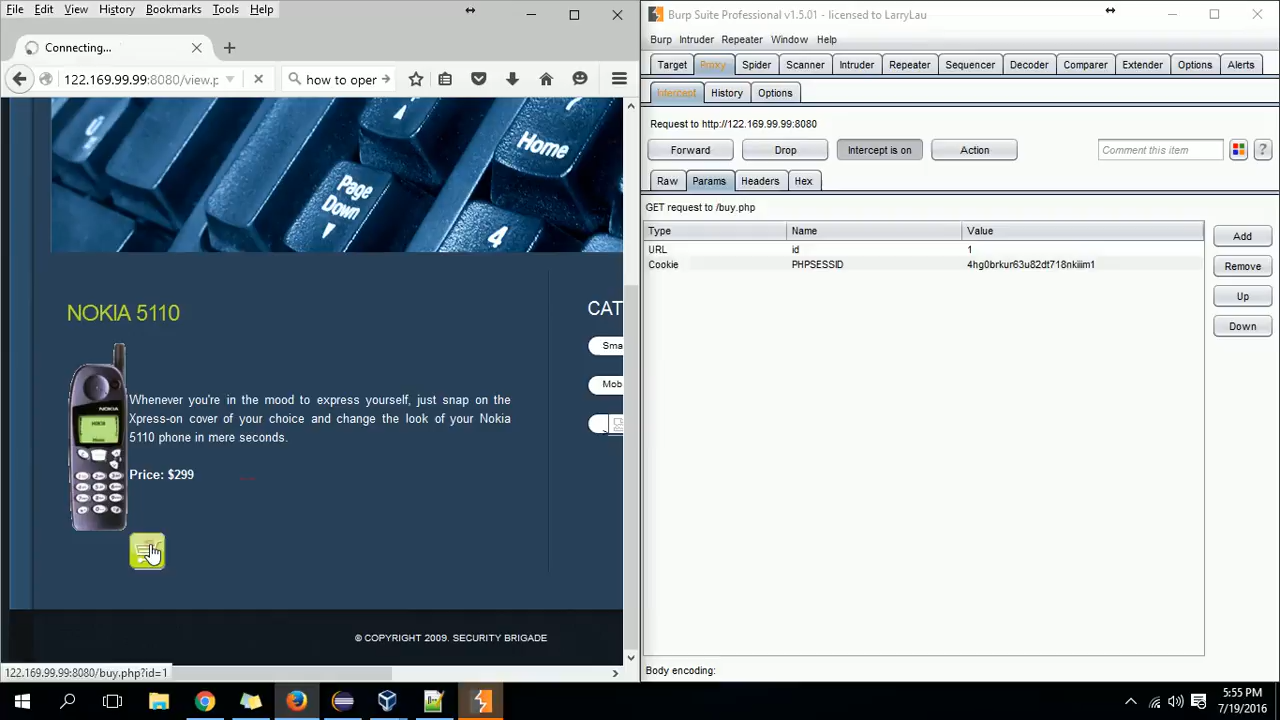 File Edit View History Bookmarks Tools Help
Connecting...
122.169.99.99:8080/view.p
how to oper
Home
Page
Down
4
NOKIA 5110
CAT
Sma
NOKIA
Whenever you're in the mood to express yourself, just snap on the
Mob
Xpress-on cover of your choice and change the look of your Nokia
5110 phone in mere seconds.
Price: $299
© COPYRIGHT 2009. SECURITY BRIGADE
122.169.99.99:8080/buy.php?id=1
Burp Suite Professional v1.5.01 - licensed to LarryLau
Burp Intruder Repeater Window Help
Target Proxy Spider Scanner Intruder Repeater Sequencer Decoder Comparer Extender Options Alerts
Intercept History Options
Request to http://122.169.99.99:8080
Forward Drop Intercept is on Action Comment this item ?
Raw Params Headers Hex
GET request to /buy.php
Type Name Value
URL id 1
Cookie PHPSESSID 4hg0brkur63u82dt718nkiiim1
Add
Remove
Up
Down
Body encoding:
5:55 PM
7/19/2016